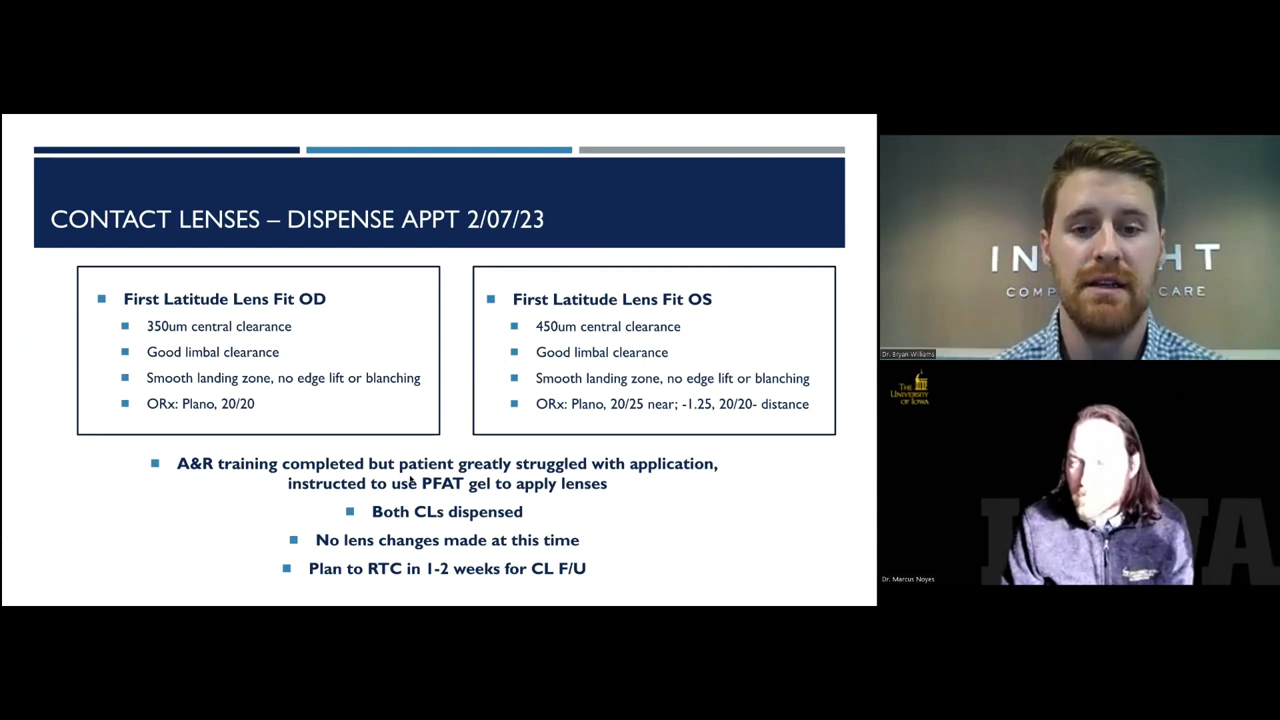 CONTACT LENSES – DISPENSE APPT 2/07/23
First Latitude Lens Fit OD
350um central clearance
Good limbal clearance
Smooth landing zone, no edge lift or blanching
ORx: Plano, 20/20
First Latitude Lens Fit OS
450um central clearance
Good limbal clearance
Smooth landing zone, no edge lift or blanching
ORx: Plano, 20/25 near; -1.25, 20/20- distance
A&R training completed but patient greatly struggled with application,
instructed to use PFAT gel to apply lenses
Both CLs dispensed
No lens changes made at this time
Plan to RTC in 1-2 weeks for CL F/U
Dr. Bryan Williams
THE
UNIVERSITY
OF IOWA
Dr. Marcus Noyes